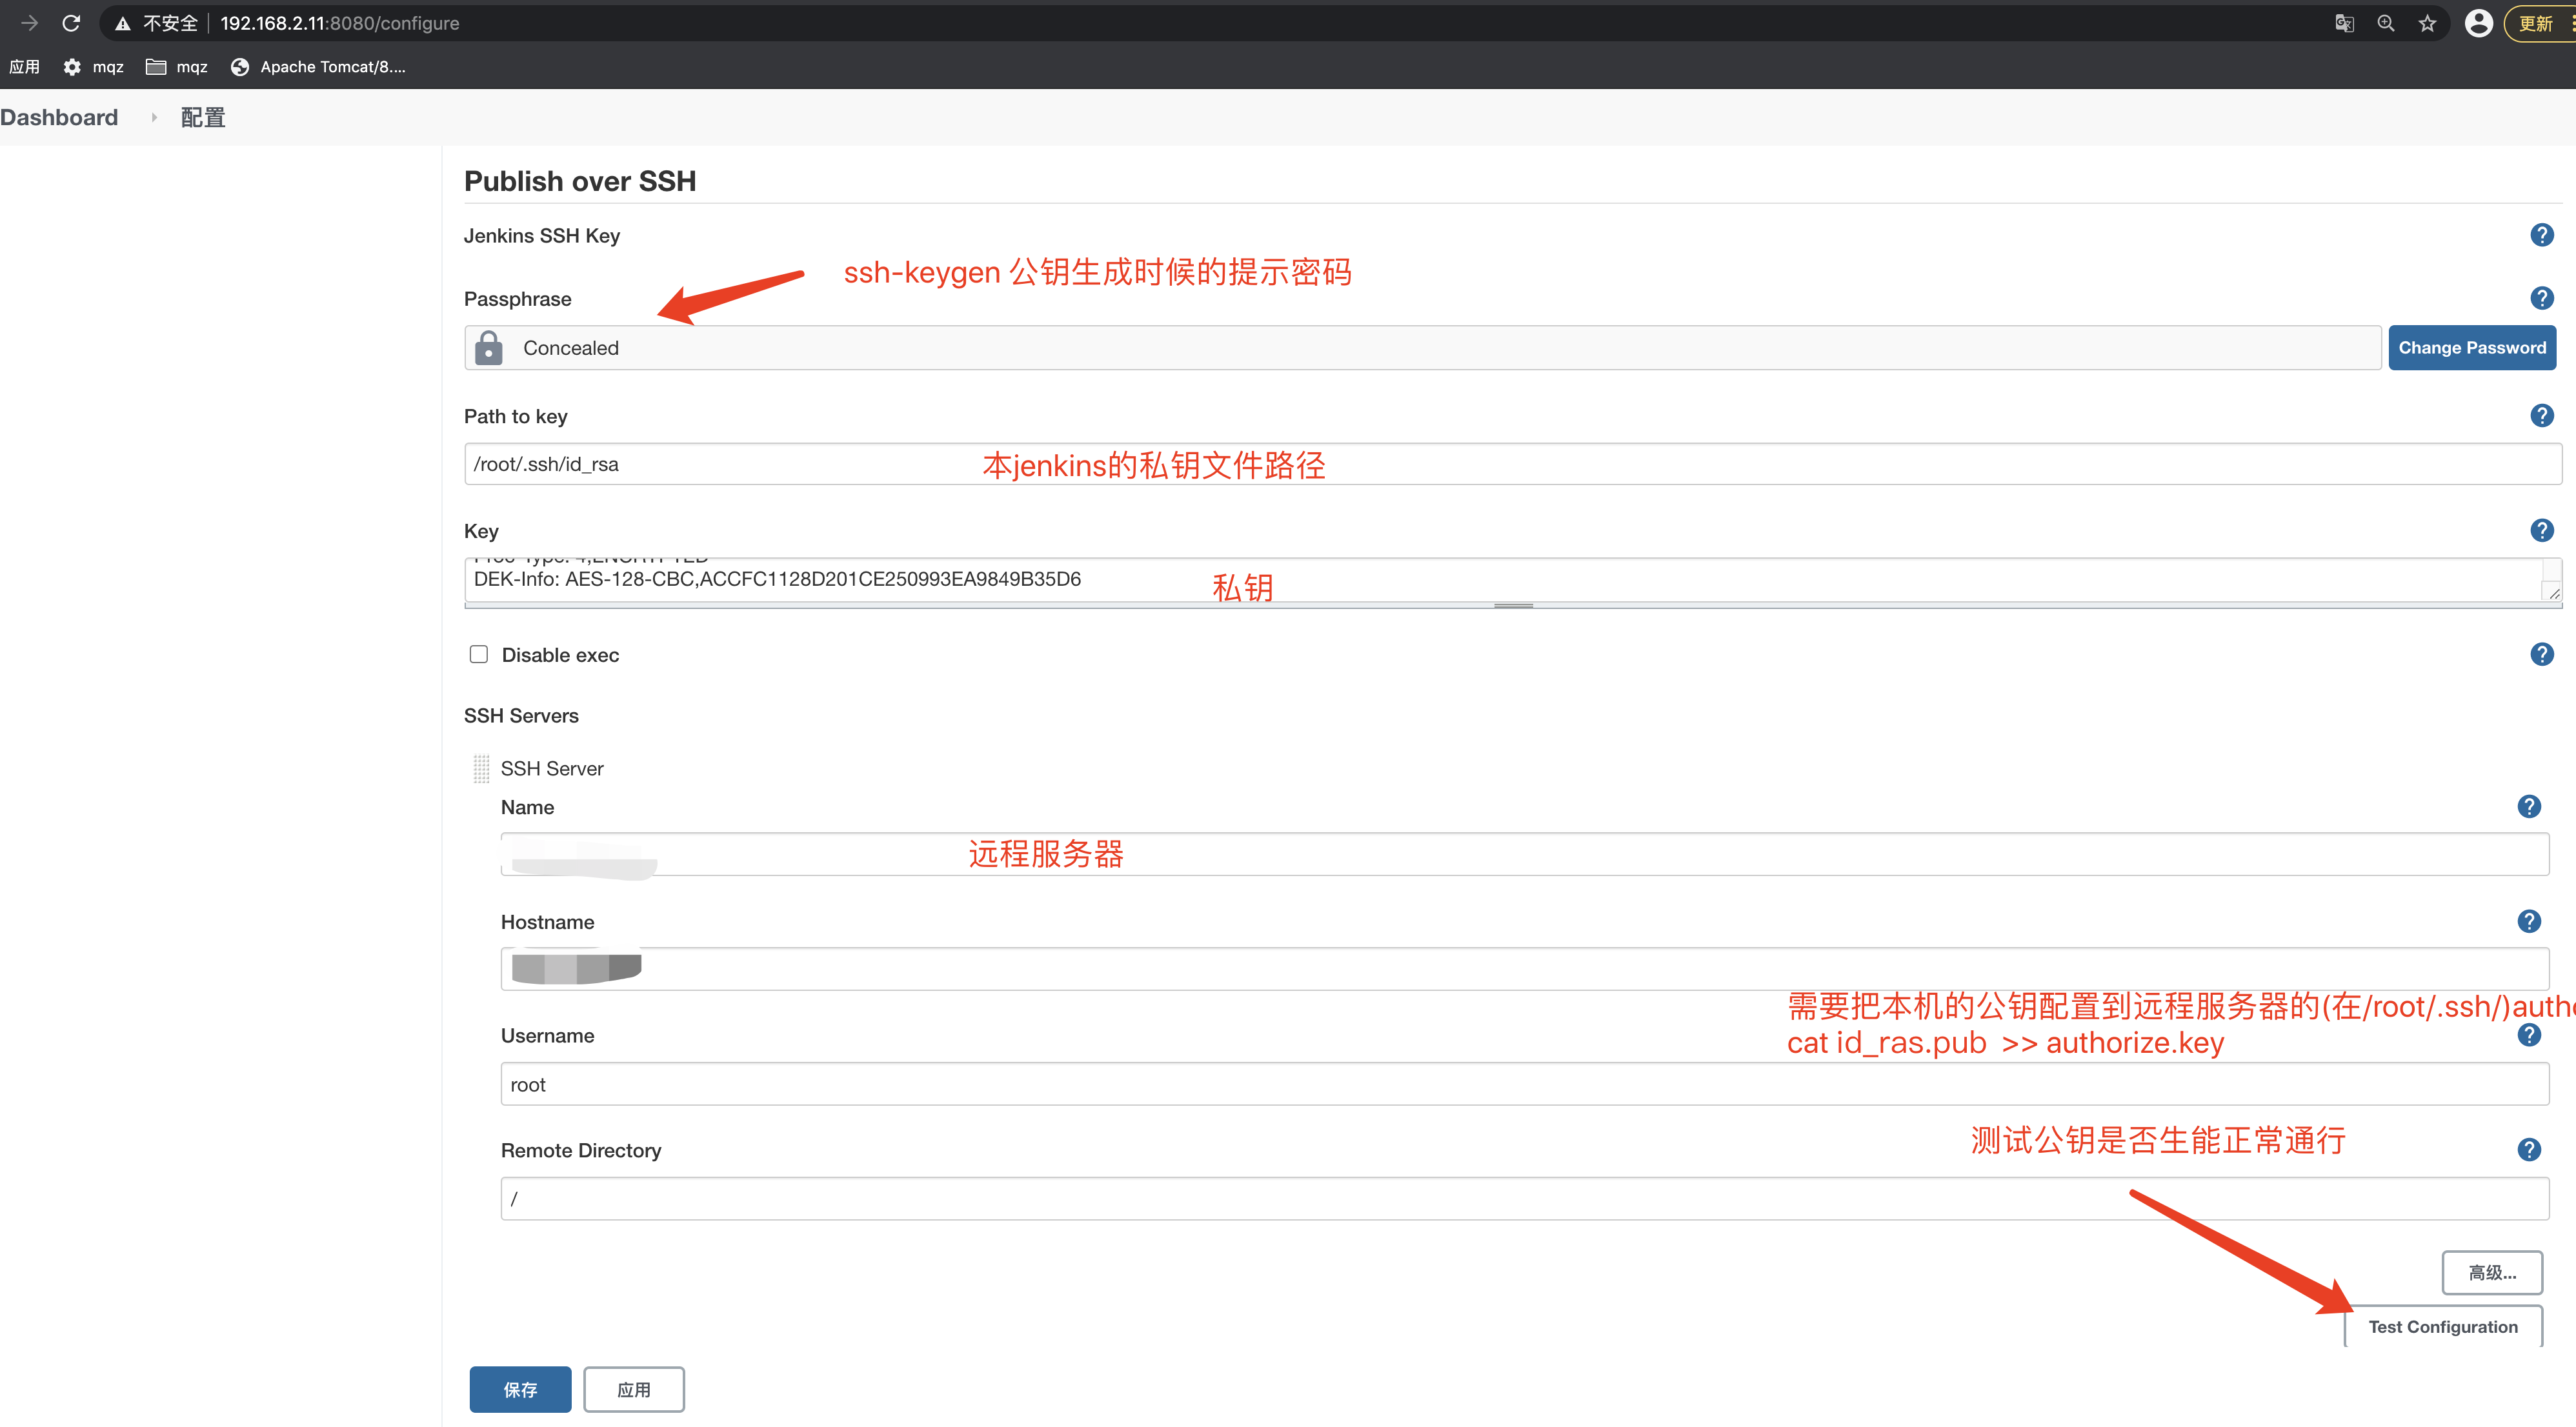 不安全 192.168.2.11:8080/configure 更新
应用 mqz mqz Apache Tomcat/8....
Dashboard 配置
Publish over SSH
Jenkins SSH Key
ssh-keygen 公钥生成时候的提示密码
Passphrase
Concealed
Change Password
Path to key
/root/.ssh/id_rsa 本jenkins的私钥文件路径
Key
Proc-Type: 4,ENCRYPTED
DEK-Info: AES-128-CBC,ACCFC1128D201CE250993EA9849B35D6
私钥
Disable exec
SSH Servers
SSH Server
Name
远程服务器
Hostname
需要把本机的公钥配置到远程服务器的(在/root/.ssh/)auth
cat id_ras.pub >> authorize.key
Username
root
测试公钥是否生能正常通行
Remote Directory
/
高级...
Test Configuration
保存 应用